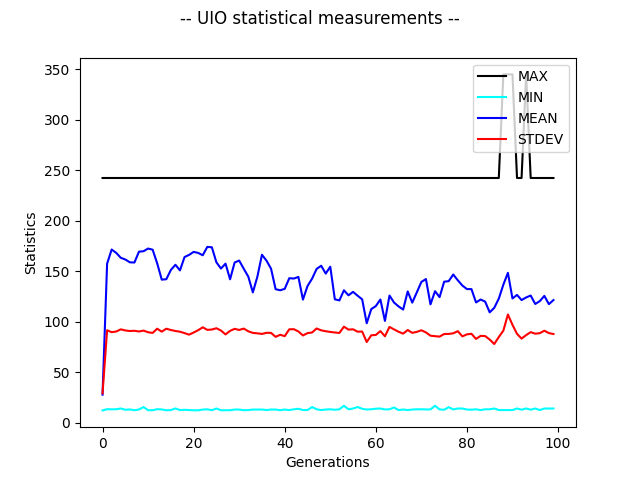 -- UIO statistical measurements --
350
300
250
200
150
100
50
0
Statistics
MAX
MIN
MEAN
STDEV
0 20 40 60 80 100
Generations